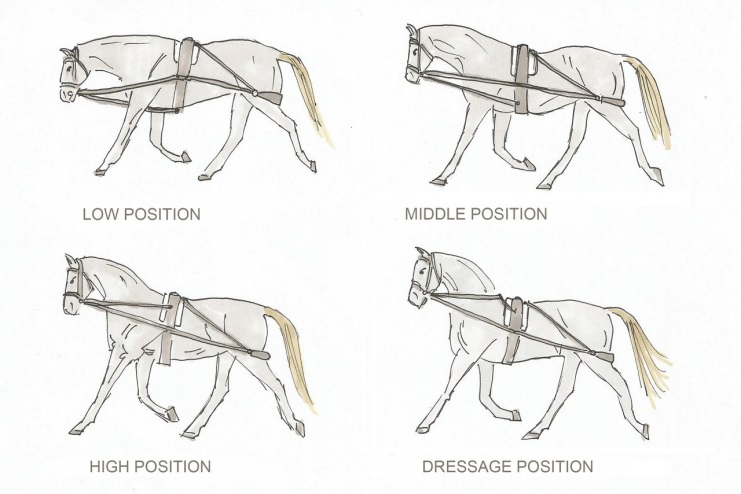 LOW POSITION
MIDDLE POSITION
HIGH POSITION
DRESSAGE POSITION